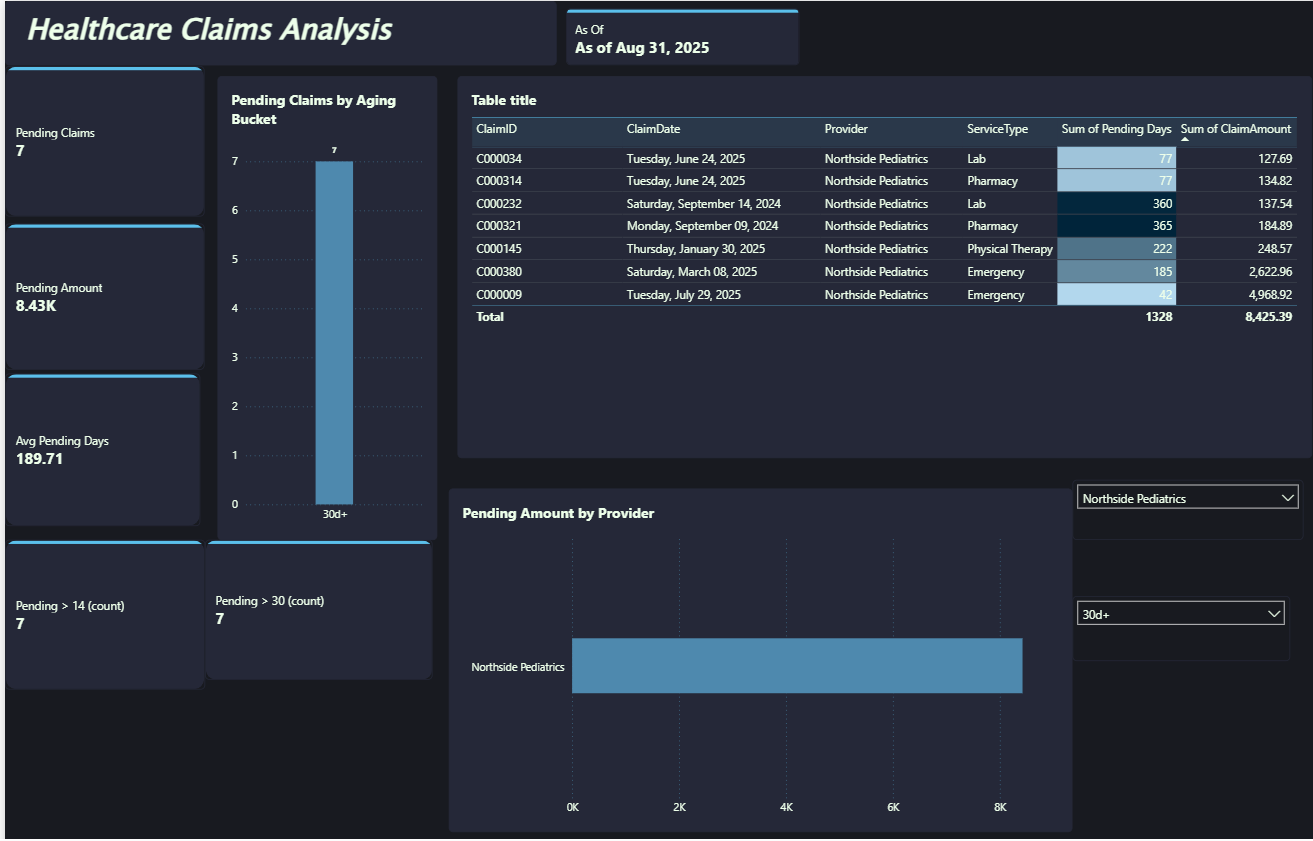 Healthcare Claims Analysis
As Of
As of Aug 31, 2025
Pending Claims
7
Pending Amount
8.43K
Avg Pending Days
189.71
Pending > 14 (count)
7
Pending > 30 (count)
7
Pending Claims by Aging
Bucket
7
7
6
5
4
3
2
1
0
30d+
Table title
ClaimID ClaimDate Provider ServiceType Sum of Pending Days Sum of ClaimAmount
C000034 Tuesday, June 24, 2025 Northside Pediatrics Lab 77 127.69
C000314 Tuesday, June 24, 2025 Northside Pediatrics Pharmacy 77 134.82
C000232 Saturday, September 14, 2024 Northside Pediatrics Lab 360 137.54
C000321 Monday, September 09, 2024 Northside Pediatrics Pharmacy 365 184.89
C000145 Thursday, January 30, 2025 Northside Pediatrics Physical Therapy 222 248.57
C000380 Saturday, March 08, 2025 Northside Pediatrics Emergency 185 2,622.96
C000009 Tuesday, July 29, 2025 Northside Pediatrics Emergency 42 4,968.92
Total 1328 8,425.39
Pending Amount by Provider
Northside Pediatrics
0K 2K 4K 6K 8K
Northside Pediatrics
30d+